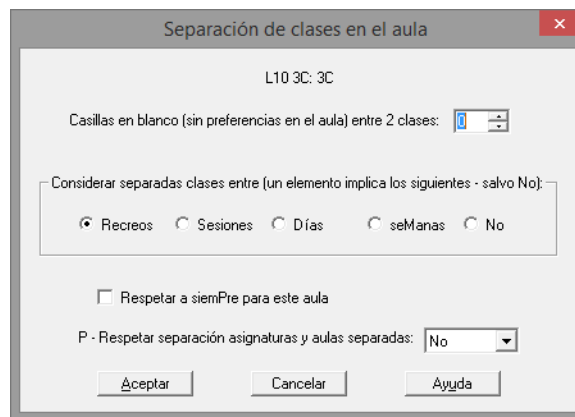 Separación de clases en el aula
L10 3C: 3C
Casillas en blanco (sin preferencias en el aula) entre 2 clases: 0
Considerar separadas clases entre (un elemento implica los siguientes - salvo No):
Recreos Sesiones Días seManas No
Respetar a siemPre para este aula
P - Respetar separación asignaturas y aulas separadas: No
Aceptar Cancelar Ayuda